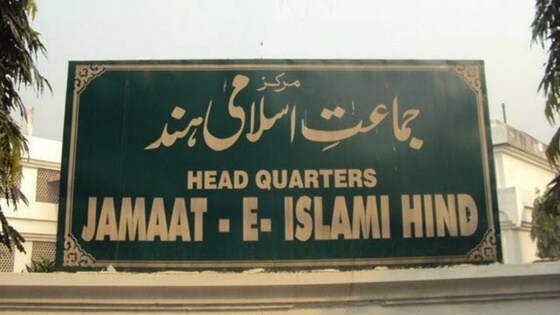 مرکز
جماعتِ اسلامی ہند
HEAD QUARTERS
JAMAAT - E- ISLAMI HIND